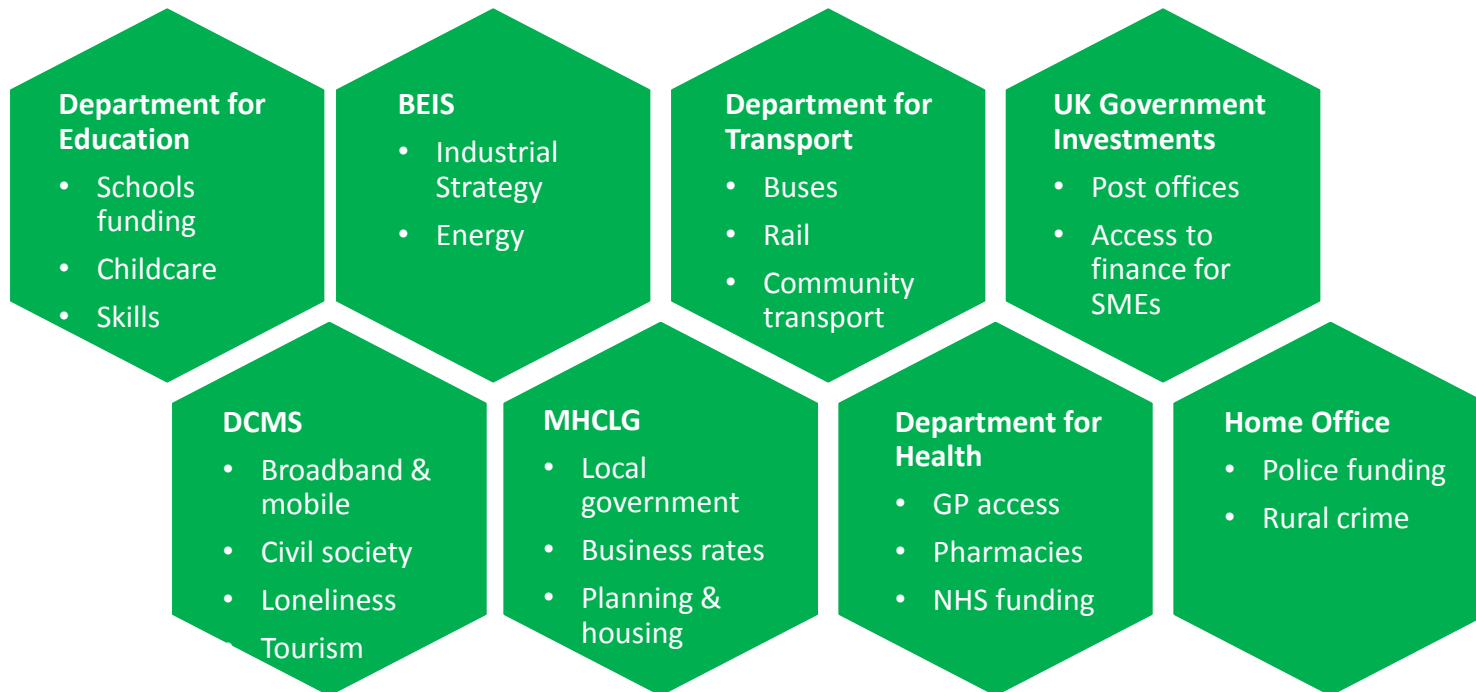 Department for
Education
• Schools
funding
• Childcare
• Skills
BEIS
• Industrial
Strategy
• Energy
Department for
Transport
• Buses
• Rail
• Community
transport
UK Government
Investments
• Post offices
• Access to
finance for
SMEs
DCMS
• Broadband &
mobile
• Civil society
• Loneliness
• Tourism
MHCLG
• Local
government
• Business rates
• Planning &
housing
Department for
Health
• GP access
• Pharmacies
• NHS funding
Home Office
• Police funding
• Rural crime